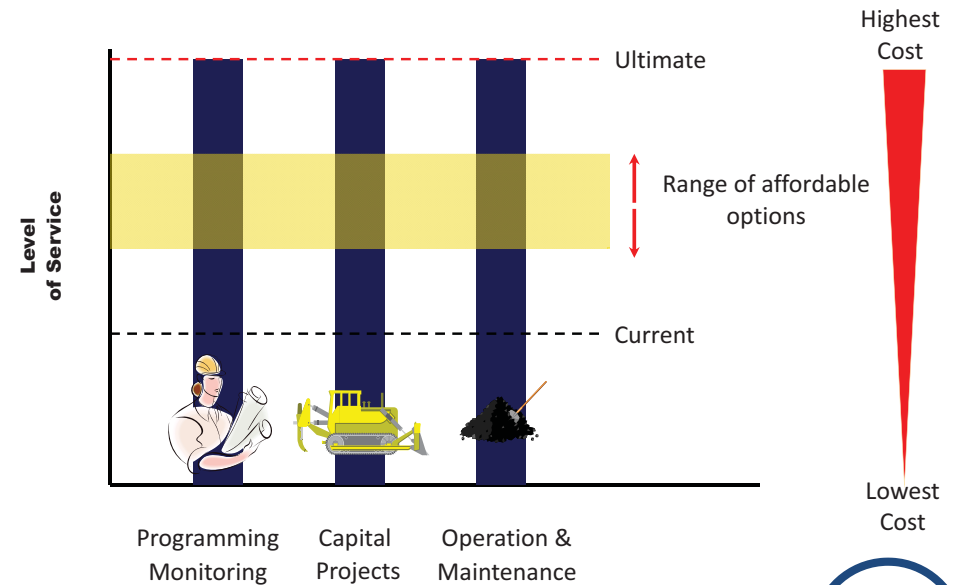 Highest
Cost
Ultimate
Range of affordable
options
Level
of Service
Current
Lowest
Cost
Programming
Monitoring
Capital
Projects
Operation &
Maintenance